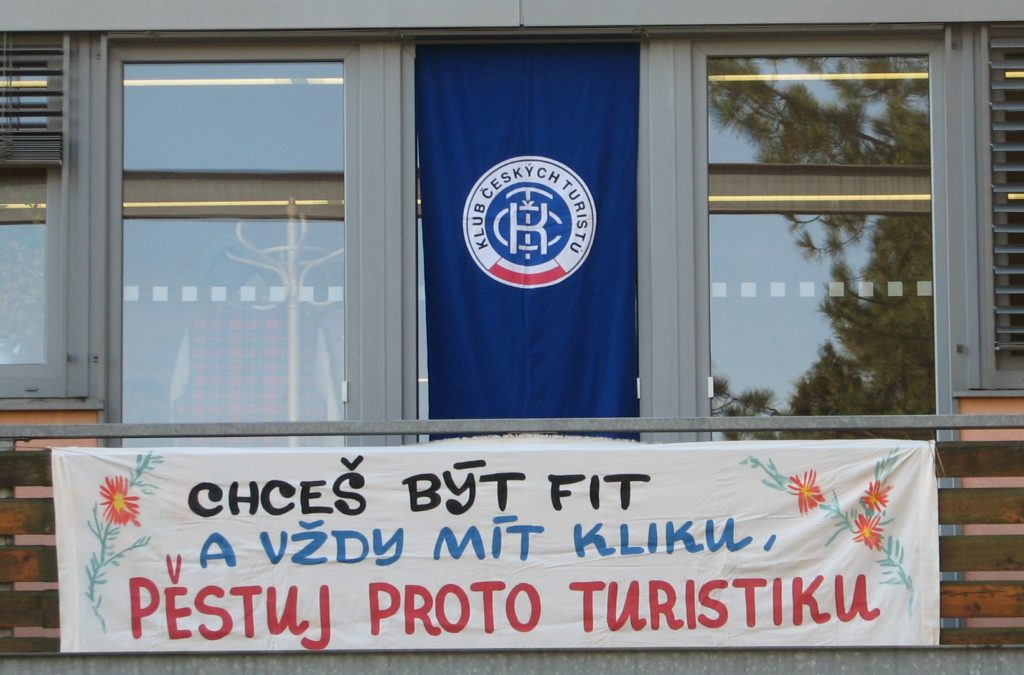 KLUB ČESKÝCH TURISTŮ
KČT
CHCEŠ BÝT FIT
A VŽDY MÍT KLIKU,
PĚSTUJ PROTO TURISTIKU